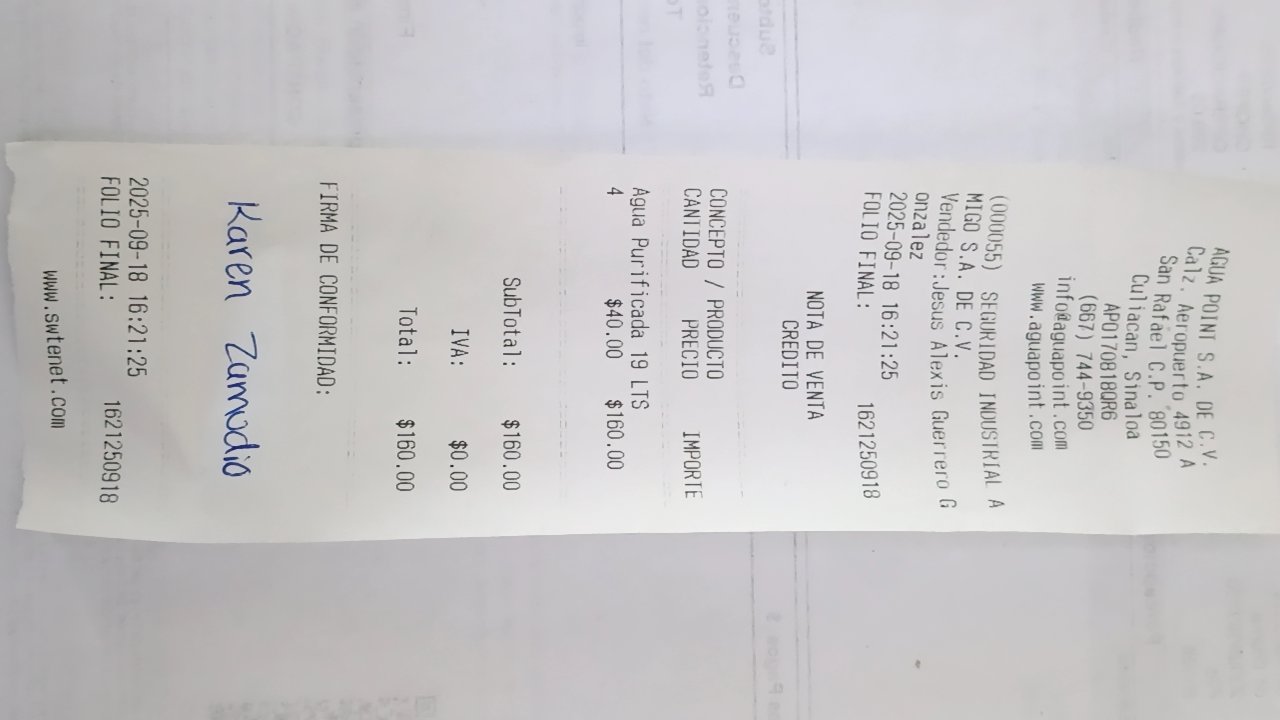 AGUA POINT S.A. DE C.V.
Calz. Aeropuerto 4912 A
San Rafael C.P. 80150
Culiacan, Sinaloa
APO170818QR6
(667) 744-9350
info@aguapoint.com
www.aguapoint.com
(000055) SEGURIDAD INDUSTRIAL A
MIGO S.A. DE C.V.
Vendedor:Jesus Alexis Guerrero G
onzalez
2025-09-18 16:21:25
FOLIO FINAL: 1621250918
NOTA DE VENTA
CREDITO
CONCEPTO / PRODUCTO
CANTIDAD PRECIO IMPORTE
Agua Purificada 19 LTS
4 $40.00 $160.00
SubTotal: $160.00
IVA: $0.00
Total: $160.00
FIRMA DE CONFORMIDAD:
Karen Zamudio
2025-09-18 16:21:25
FOLIO FINAL: 1621250918
www.swtenet.com